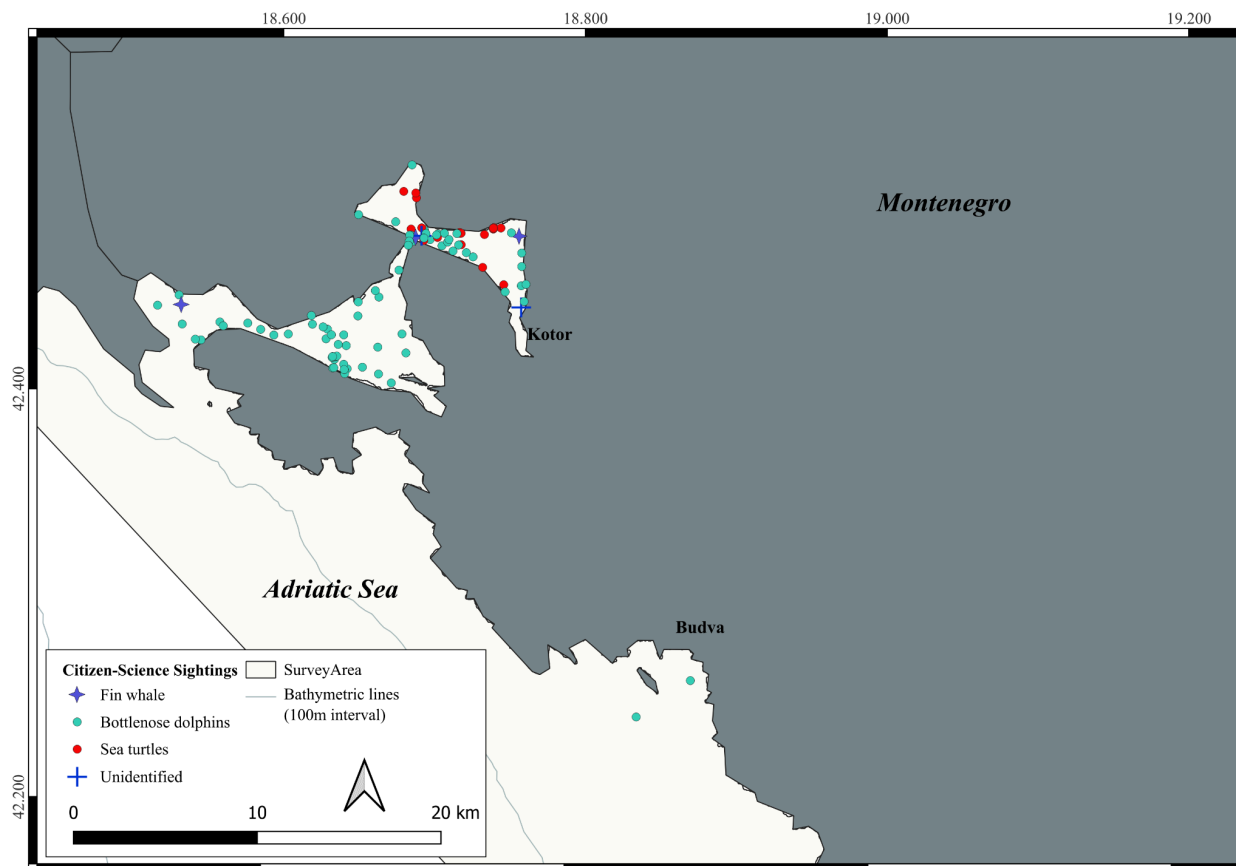 18.600 18.800 19.000 19.200
Montenegro
Kotor
42.400
Adriatic Sea
Budva
Citizen-Science Sightings
Fin whale
Bottlenose dolphins
Sea turtles
Unidentified
SurveyArea
Bathymetric lines
(100m interval)
42.200
0 10 20 km